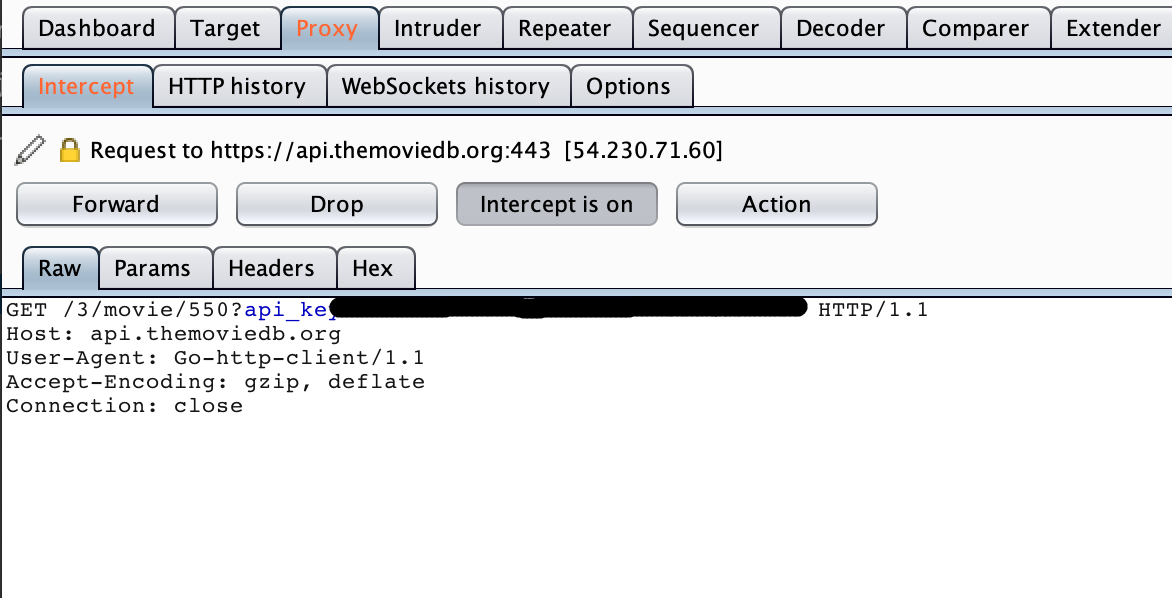 Dashboard Target Proxy Intruder Repeater Sequencer Decoder Comparer Extender
Intercept HTTP history WebSockets history Options
Request to https://api.themoviedb.org:443 [54.230.71.60]
Forward Drop Intercept is on Action
Raw Params Headers Hex
GET /3/movie/550?api_key HTTP/1.1
Host: api.themoviedb.org
User-Agent: Go-http-client/1.1
Accept-Encoding: gzip, deflate
Connection: close